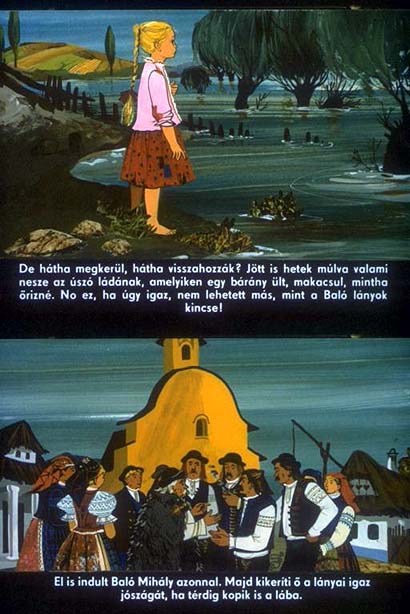 De hátha megkerül, hátha visszahozzák? Jött is hetek múlva valami
nesze az úszó ládának, amelyiken egy bárány ült, makacsul, mintha
őrizné. No ez, ha úgy igaz, nem lehetett más, mint a Baló lányok
kincse!
El is indult Baló Mihály azonnal. Majd kikeríti ő a lányai igaz
jószágát, ha térdig kopik is a lába.